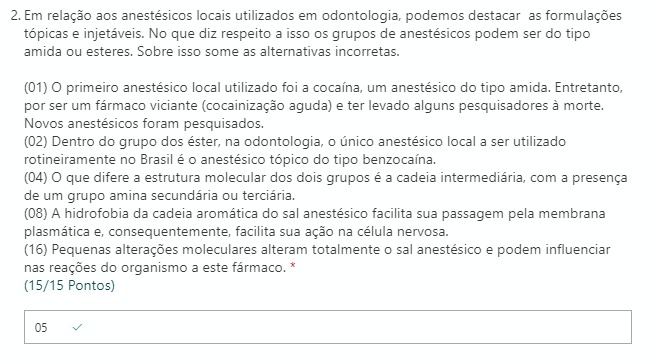 2. Em relação aos anestésicos locais utilizados em odontologia, podemos destacar as formulações
tópicas e injetáveis. No que diz respeito a isso os grupos de anestésicos podem ser do tipo
amida ou esteres. Sobre isso some as alternativas incorretas.
(01) O primeiro anestésico local utilizado foi a cocaína, um anestésico do tipo amida. Entretanto,
por ser um fármaco viciante (cocainização aguda) e ter levado alguns pesquisadores à morte.
Novos anestésicos foram pesquisados.
(02) Dentro do grupo dos éster, na odontologia, o único anestésico local a ser utilizado
rotineiramente no Brasil é o anestésico tópico do tipo benzocaína.
(04) O que difere a estrutura molecular dos dois grupos é a cadeia intermediária, com a presença
de um grupo amina secundária ou terciária.
(08) A hidrofobia da cadeia aromática do sal anestésico facilita sua passagem pela membrana
plasmática e, consequentemente, facilita sua ação na célula nervosa.
(16) Pequenas alterações moleculares alteram totalmente o sal anestésico e podem influenciar
nas reações do organismo a este fármaco. *
(15/15 Pontos)
05